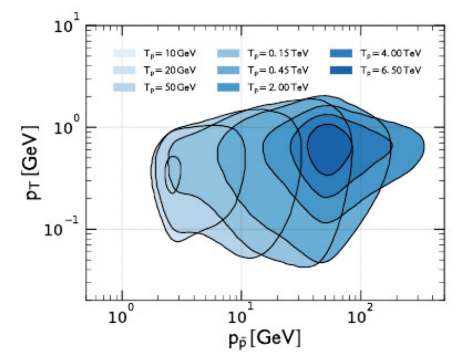 10¹
T_p = 10 GeV T_p = 0.15 TeV T_p = 4.00 TeV
T_p = 20 GeV T_p = 0.45 TeV T_p = 6.50 TeV
T_p = 50 GeV T_p = 2.00 TeV
10⁰
p_T [GeV]
10⁻¹
10⁰ 10¹ 10²
p_p̄ [GeV]